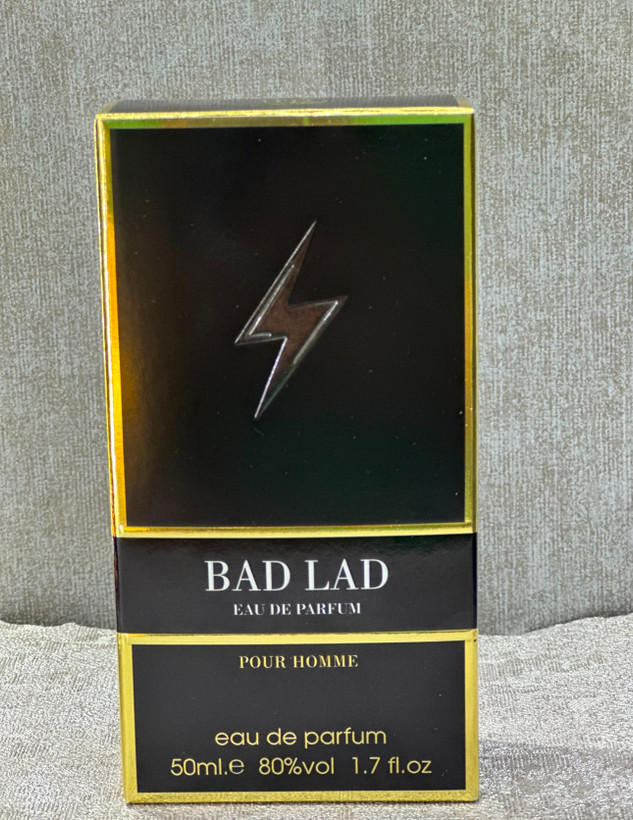 BAD LAD
EAU DE PARFUM
POUR HOMME
eau de parfum
50ml.℮ 80%vol 1.7 fl.oz